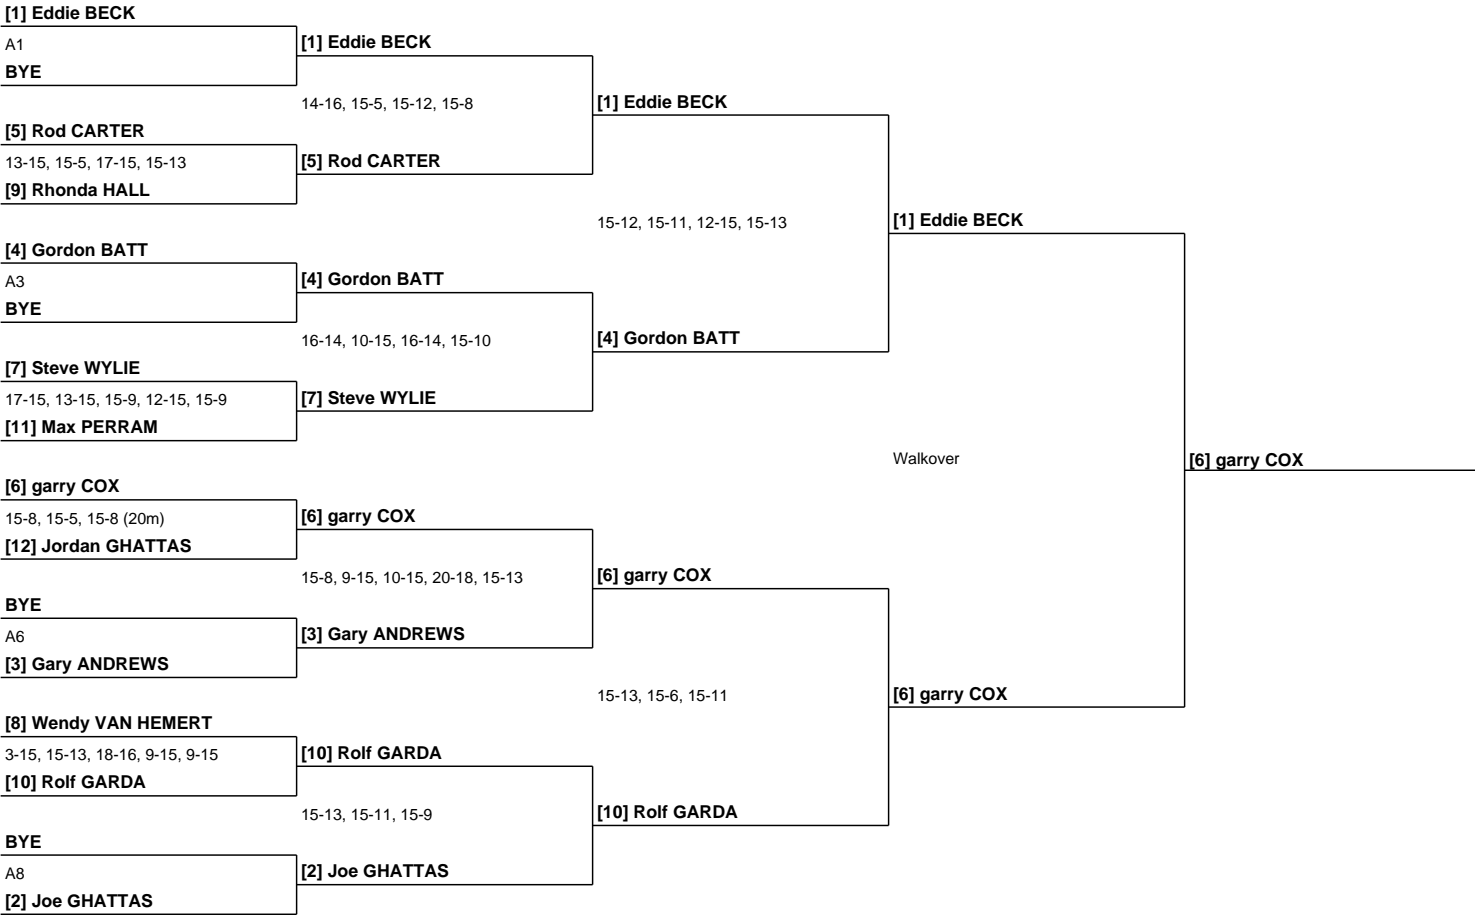 [1] Eddie BECK
A1
BYE
[5] Rod CARTER
13-15, 15-5, 17-15, 15-13
[9] Rhonda HALL
[4] Gordon BATT
A3
BYE
[7] Steve WYLIE
17-15, 13-15, 15-9, 12-15, 15-9
[11] Max PERRAM
[6] garry COX
15-8, 15-5, 15-8 (20m)
[12] Jordan GHATTAS
BYE
A6
[3] Gary ANDREWS
[8] Wendy VAN HEMERT
3-15, 15-13, 18-16, 9-15, 9-15
[10] Rolf GARDA
BYE
A8
[2] Joe GHATTAS
[1] Eddie BECK
14-16, 15-5, 15-12, 15-8
[5] Rod CARTER
[4] Gordon BATT
16-14, 10-15, 16-14, 15-10
[7] Steve WYLIE
[6] garry COX
15-8, 9-15, 10-15, 20-18, 15-13
[3] Gary ANDREWS
[10] Rolf GARDA
15-13, 15-11, 15-9
[2] Joe GHATTAS
[1] Eddie BECK
15-12, 15-11, 12-15, 15-13
[4] Gordon BATT
[6] garry COX
15-13, 15-6, 15-11
[10] Rolf GARDA
[1] Eddie BECK
Walkover
[6] garry COX
[6] garry COX